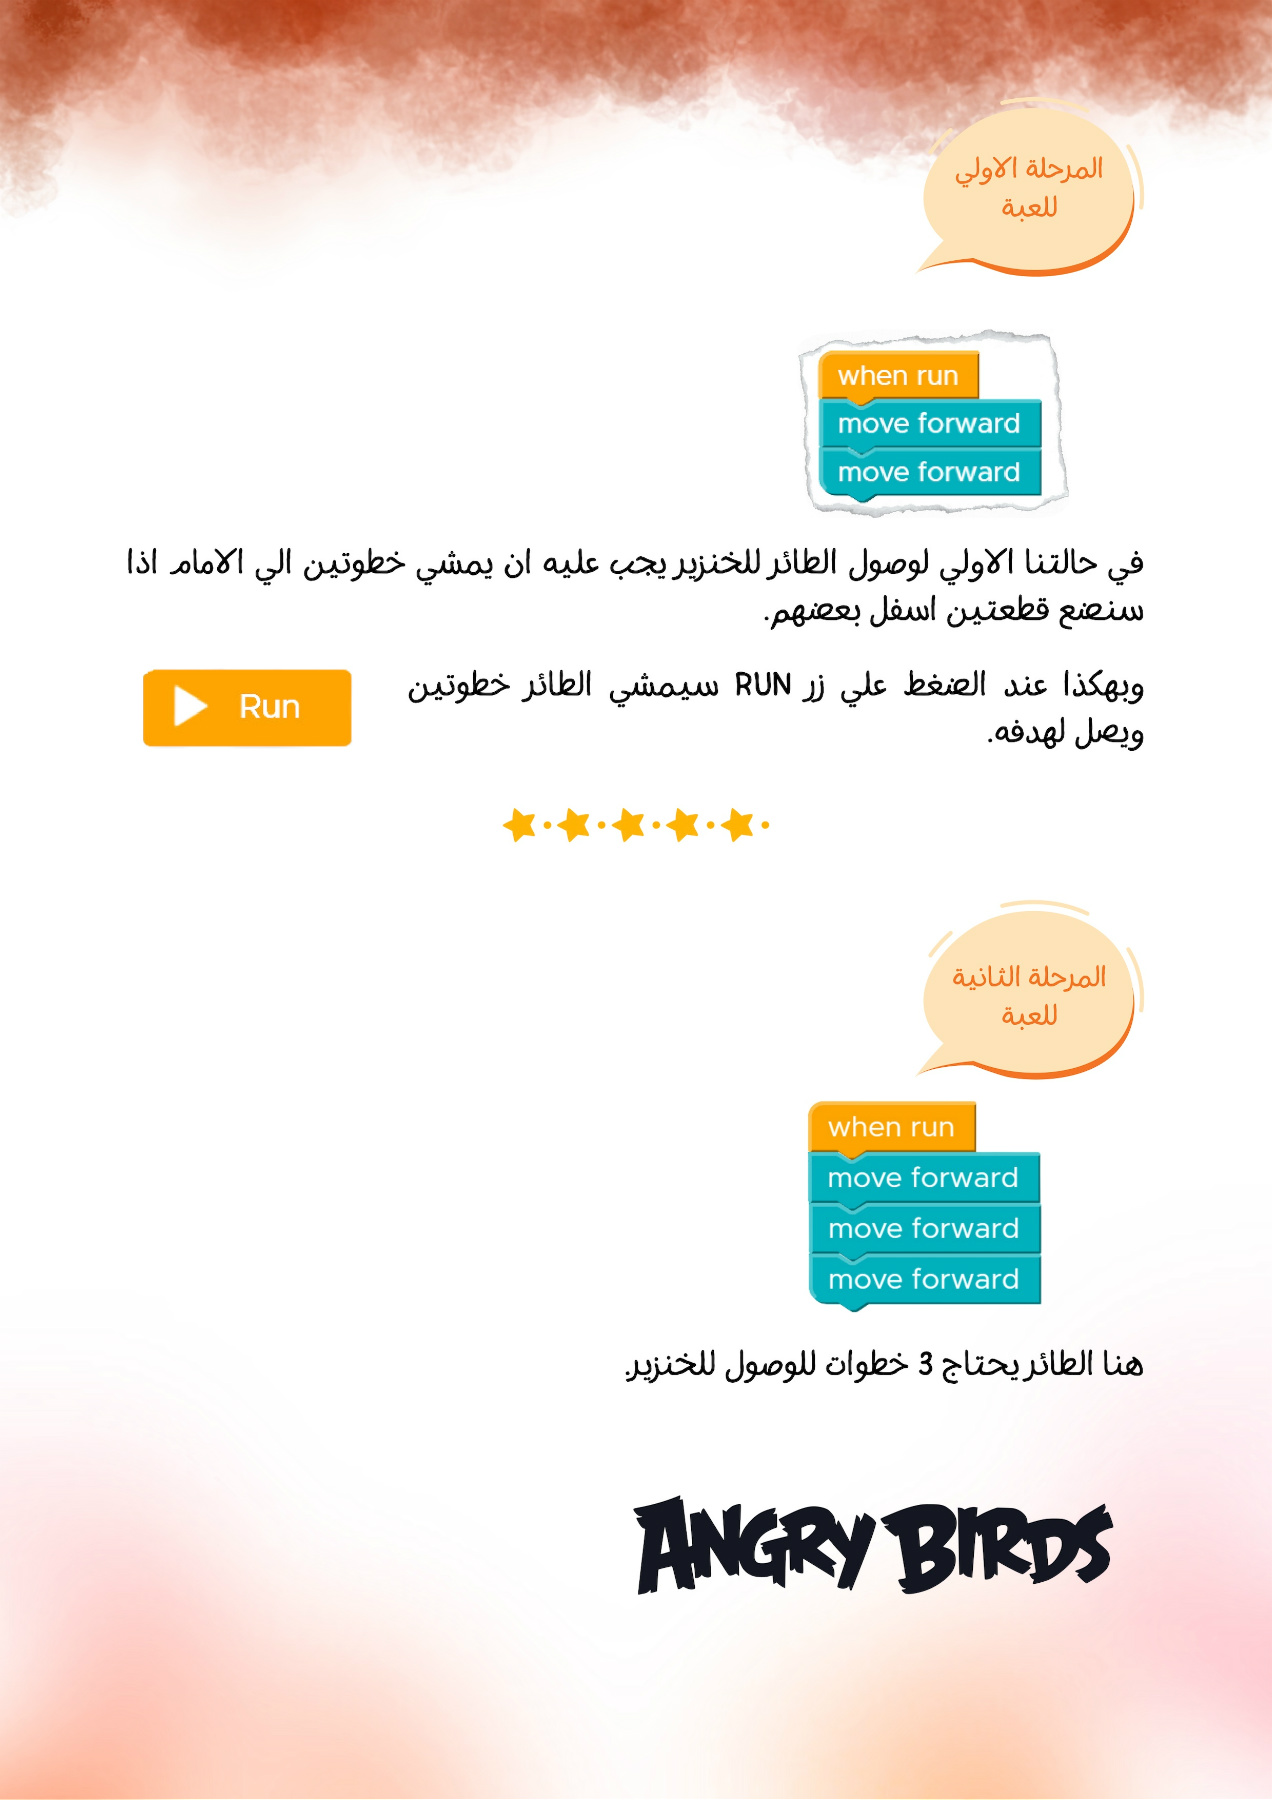 المرحلة الاولي
للعبة
when run
move forward
move forward
في حالتنا الاولي لوصول الطائر للخنزير يجب عليه ان يمشي خطوتين الي الامام اذا
سنضع قطعتين اسفل بعضهم.
وبهكذا عند الضغط علي زر RUN سيمشي الطائر خطوتين
ويصل لهدفه.
Run
المرحلة الثانية
للعبة
when run
move forward
move forward
move forward
هنا الطائر يحتاج 3 خطوات للوصول للخنزير.
ANGRY BIRDS